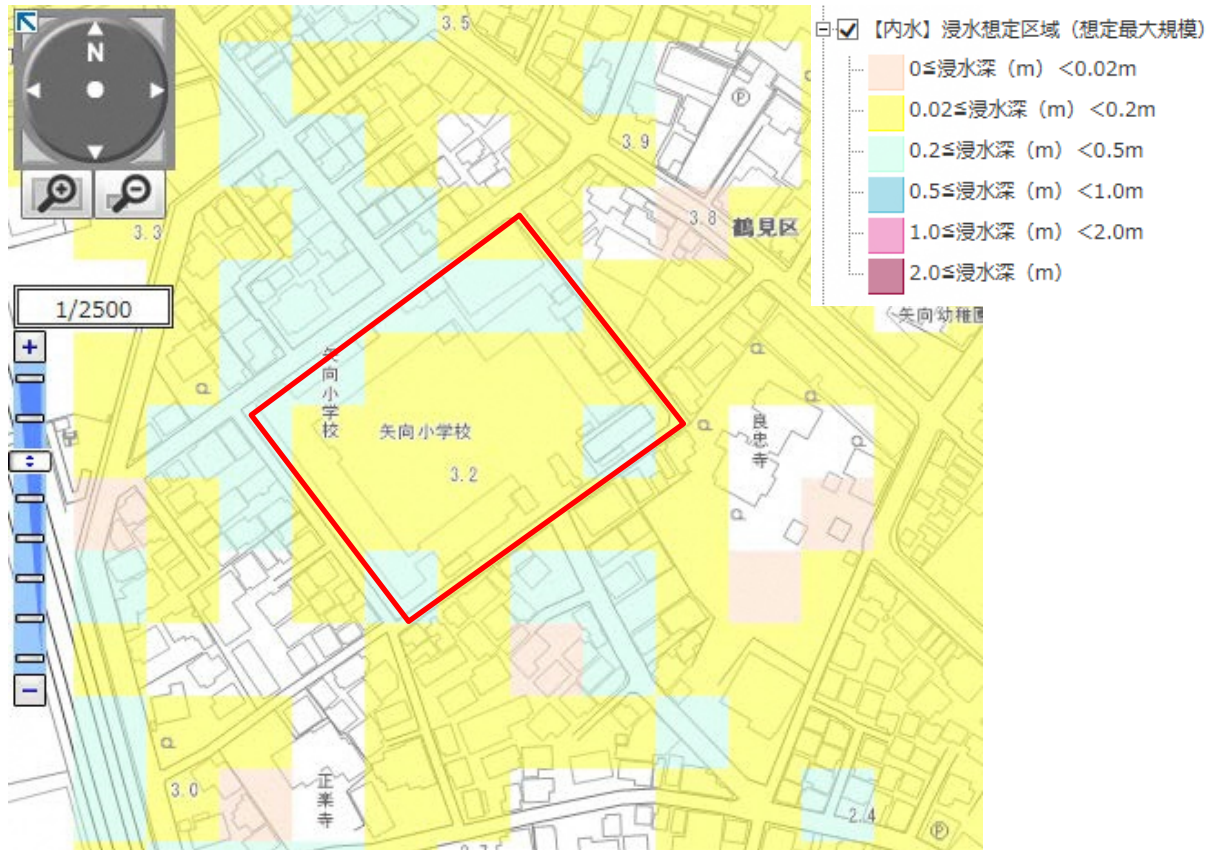 【内水】浸水想定区域（想定最大規模）
0≦浸水深（m）<0.02m
0.02≦浸水深（m）<0.2m
0.2≦浸水深（m）<0.5m
0.5≦浸水深（m）<1.0m
1.0≦浸水深（m）<2.0m
2.0≦浸水深（m）
N
3.5
P
3.9
3.8
鶴見区
3.3
1/2500
矢向幼稚園
矢向小学校
矢向小学校
3.2
良忠寺
3.0
正楽寺
2.4
P